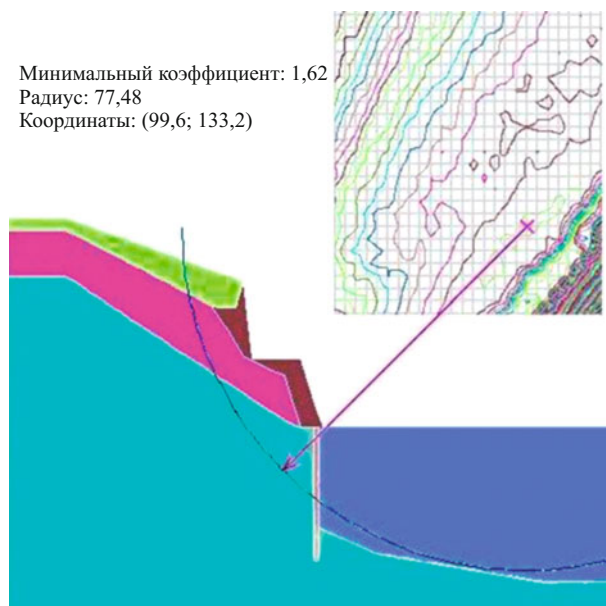 Минимальный коэффициент: 1,62
Радиус: 77,48
Координаты: (99,6; 133,2)